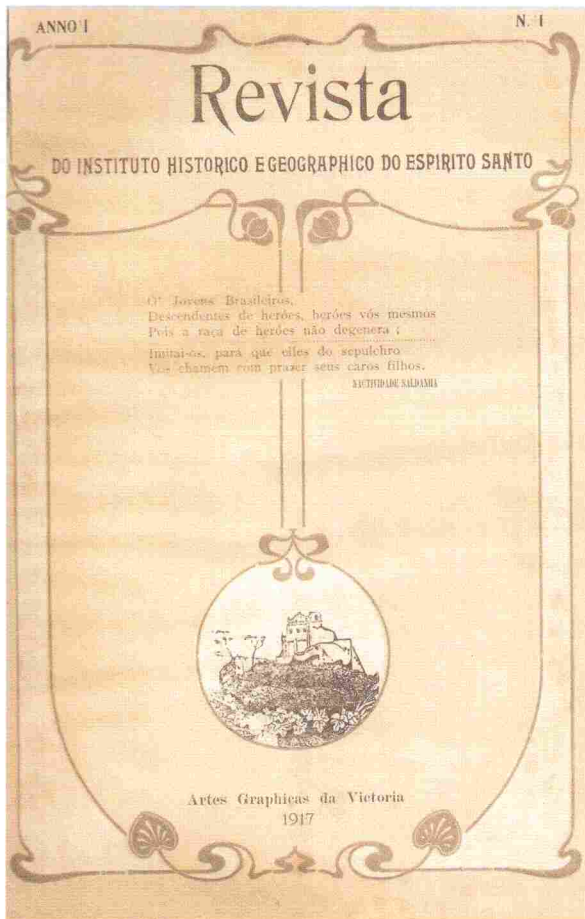 ANNO I
N. 1
Revista
DO INSTITUTO HISTORICO E GEOGRAPHICO DO ESPIRITO SANTO
O' Jovens Brasileiros,
Descendentes de heróes, heróes vós mesmos
Pois a raça de heróes não degenera ;
Imitai-os, para que elles do sepulchro
Vos chamem com prazer seus caros filhos.
NACTIVIDADE SALDANHA
Artes Graphicas da Victoria
1917